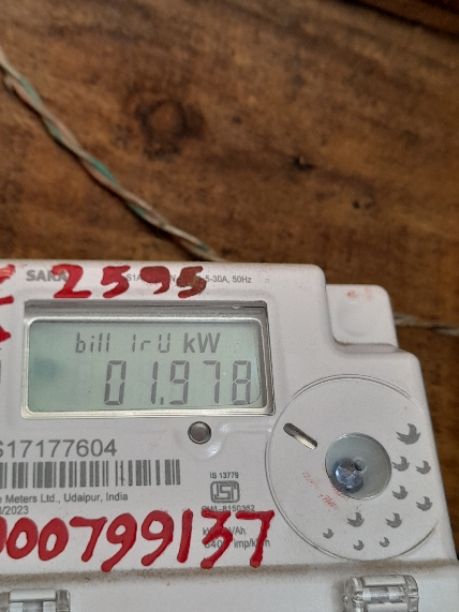 SARA
5-30A, 50Hz
2595
bill 1rU kW
01.978
S17177604
IS 13779
Meters Ltd., Udaipur, India
/2023
000799137
imp/k